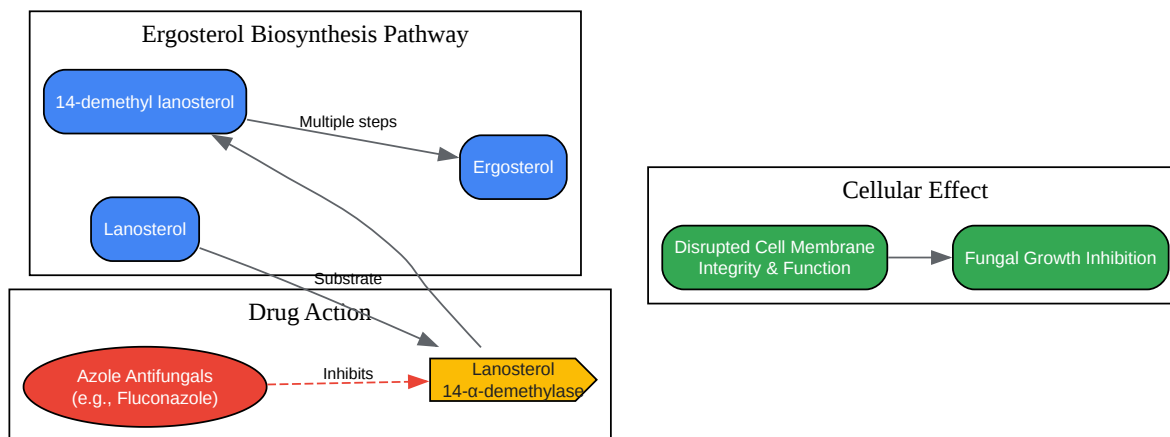 Ergosterol Biosynthesis Pathway
14-demethyl lanosterol
Multiple steps
Ergosterol
Lanosterol
Substrate
Drug Action
Azole Antifungals
(e.g., Fluconazole)
Inhibits
Lanosterol
14-α-demethylase
Cellular Effect
Disrupted Cell Membrane
Integrity & Function
Fungal Growth Inhibition